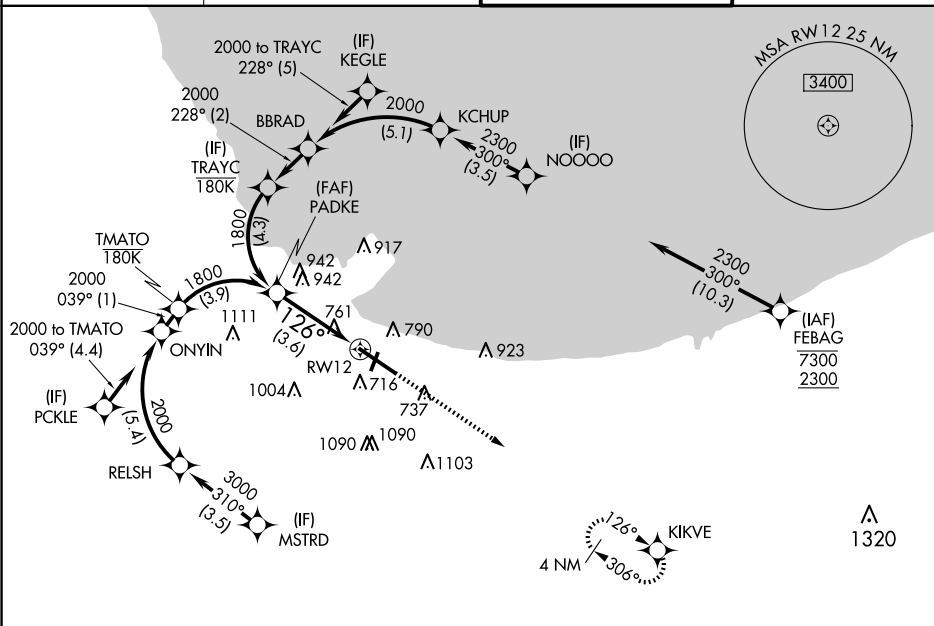 2000 to TRAYC
228° (5)
(IF)
KEGLE
MSA RW12 25 NM
3400
2000
228° (2)
BBRAD
2000
(5.1)
KCHUP
2300
300°
(3.5)
(IF)
NOOOO
(IF)
TRAYC
180K
(FAF)
PADKE
1800
(4.3)
942
942
917
2300
300°
(10.3)
TMATO
180K
2000
039° (1)
1800
(3.9)
2000 to TMATO
039° (4.4)
1111
ONYIN
126°
(3.6)
761
790
923
RW12
716
737
1004
(IAF)
FEBAG
7300
2300
(IF)
PCKLE
(5.4)
2000
1090
1090
1103
RELSH
3000
310°
(3.5)
(IF)
MSTRD
126°
KIKVE
4 NM
306°
1320